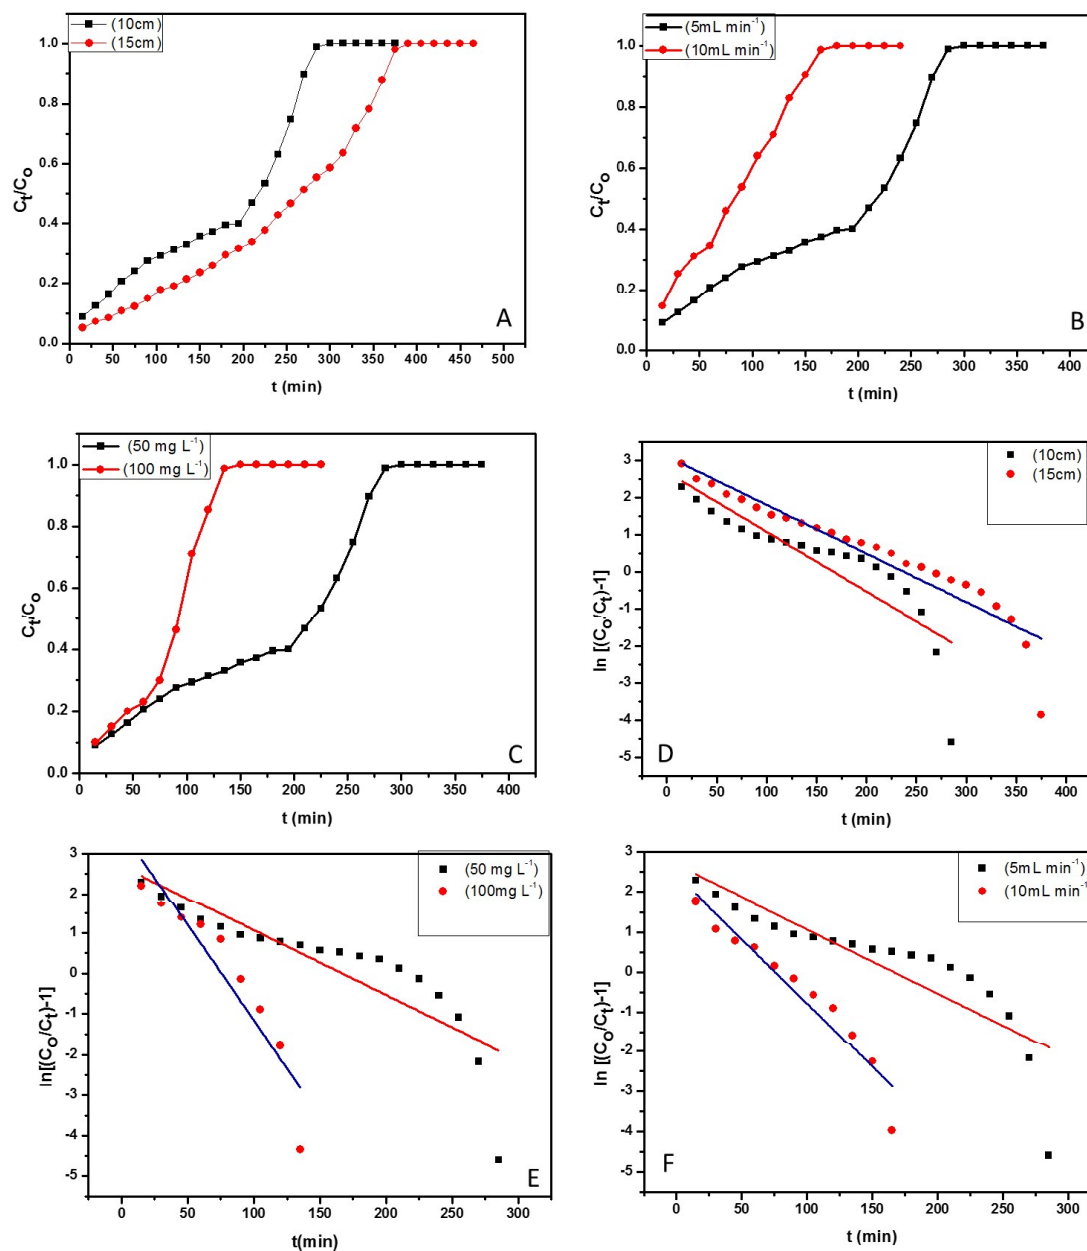 (10cm)
(15cm)
1.0
0.8
0.6
0.4
0.2
0.0
Ct/Co
0 50 100 150 200 250 300 350 400 450 500
t (min)
A
(5mL min-1)
(10mL min-1)
1.0
0.8
0.6
0.4
0.2
0.0
Ct/Co
0 50 100 150 200 250 300 350 400
t (min)
B
(50 mg L-1)
(100 mg L-1)
1.0
0.8
0.6
0.4
0.2
0.0
Ct/Co
0 50 100 150 200 250 300 350 400
t (min)
C
(10cm)
(15cm)
3
2
1
0
-1
-2
-3
-4
-5
ln [(Co/Ct)-1]
0 50 100 150 200 250 300 350 400
t (min)
D
(50 mg L-1)
(100mg L-1)
3
2
1
0
-1
-2
-3
-4
-5
ln[(Co/Ct)-1]
0 50 100 150 200 250 300
t(min)
E
(5mL min-1)
(10mL min-1)
3
2
1
0
-1
-2
-3
-4
-5
ln [(Co/Ct)-1]
0 50 100 150 200 250 300
t (min)
F